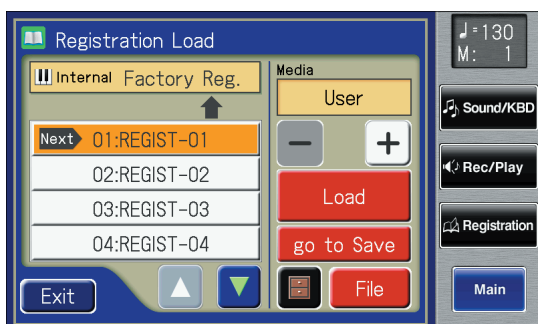 Registration Load
Internal Factory Reg.
Next 01:REGIST-01
02:REGIST-02
03:REGIST-03
04:REGIST-04
Exit
Media
User
Load
go to Save
File
♩=130
M: 1
Sound/KBD
Rec/Play
Registration
Main